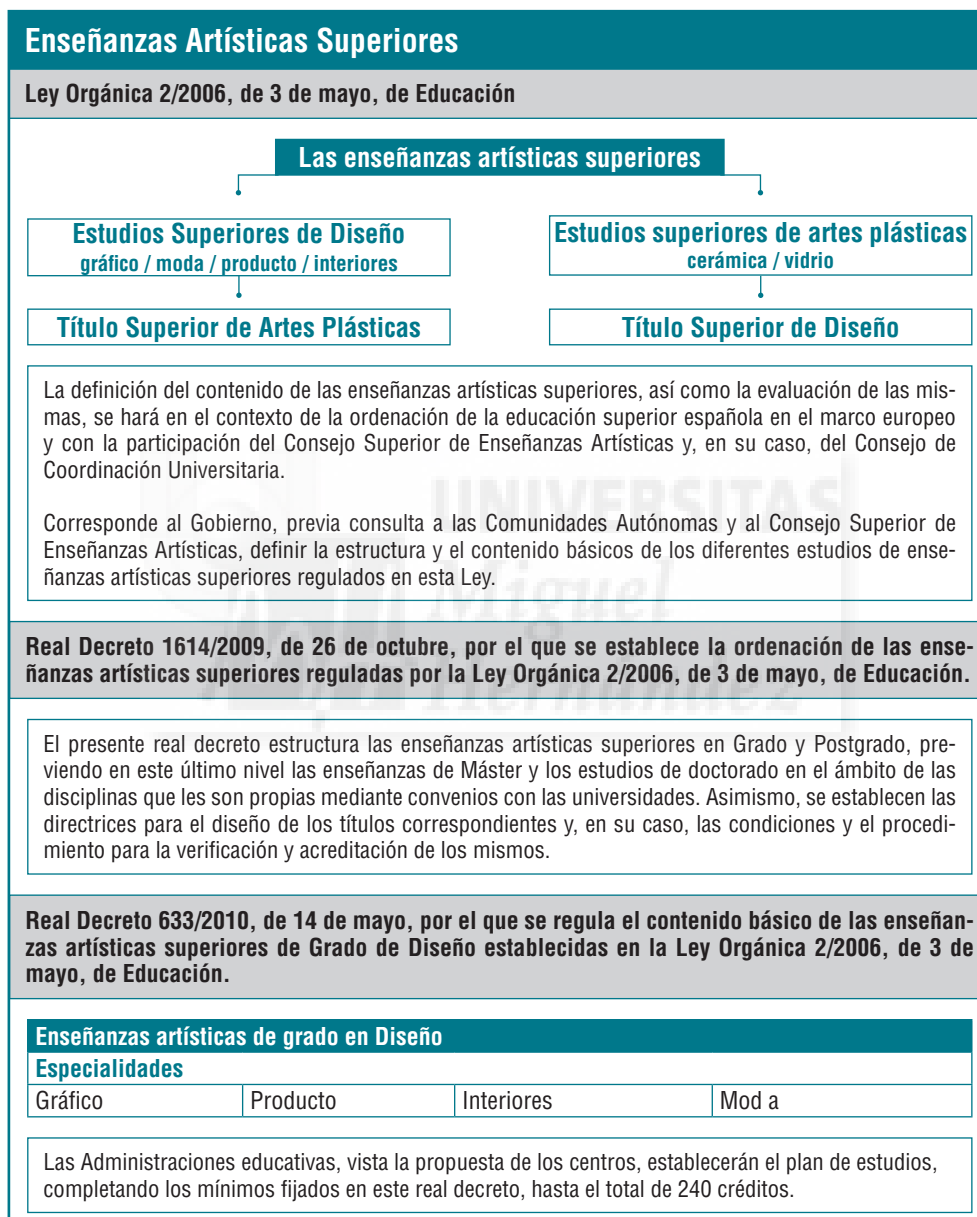 Enseñanzas Artísticas Superiores
Ley Orgánica 2/2006, de 3 de mayo, de Educación
Las enseñanzas artísticas superiores
Estudios Superiores de Diseño
gráfico / moda / producto / interiores
Estudios superiores de artes plásticas
cerámica / vidrio
Título Superior de Artes Plásticas
Título Superior de Diseño
La definición del contenido de las enseñanzas artísticas superiores, así como la evaluación de las mis-
mas, se hará en el contexto de la ordenación de la educación superior española en el marco europeo
y con la participación del Consejo Superior de Enseñanzas Artísticas y, en su caso, del Consejo de
Coordinación Universitaria.
Corresponde al Gobierno, previa consulta a las Comunidades Autónomas y al Consejo Superior de
Enseñanzas Artísticas, definir la estructura y el contenido básicos de los diferentes estudios de ense-
ñanzas artísticas superiores regulados en esta Ley.
UNIVERSITAS
Miguel
Hernández
Real Decreto 1614/2009, de 26 de octubre, por el que se establece la ordenación de las ense-
ñanzas artísticas superiores reguladas por la Ley Orgánica 2/2006, de 3 de mayo, de Educación.
El presente real decreto estructura las enseñanzas artísticas superiores en Grado y Postgrado, pre-
viendo en este último nivel las enseñanzas de Máster y los estudios de doctorado en el ámbito de las
disciplinas que les son propias mediante convenios con las universidades. Asimismo, se establecen las
directrices para el diseño de los títulos correspondientes y, en su caso, las condiciones y el procedi-
miento para la verificación y acreditación de los mismos.
Real Decreto 633/2010, de 14 de mayo, por el que se regula el contenido básico de las enseñan-
zas artísticas superiores de Grado de Diseño establecidas en la Ley Orgánica 2/2006, de 3 de
mayo, de Educación.
Enseñanzas artísticas de grado en Diseño
Especialidades
Gráfico Producto Interiores Mod a
Las Administraciones educativas, vista la propuesta de los centros, establecerán el plan de estudios,
completando los mínimos fijados en este real decreto, hasta el total de 240 créditos.